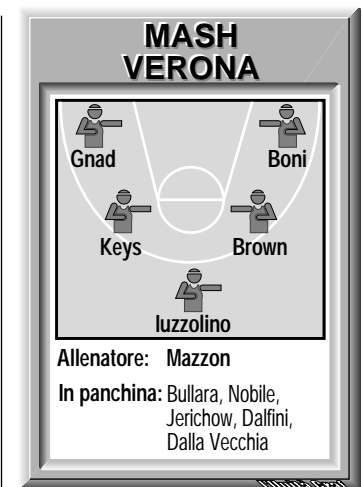 MASH
VERONA
Gnad Boni
Keys Brown
Iuzzolino
Allenatore: Mazzon
In panchina: Bullara, Nobile,
Jerichow, Dalfini,
Dalla Vecchia